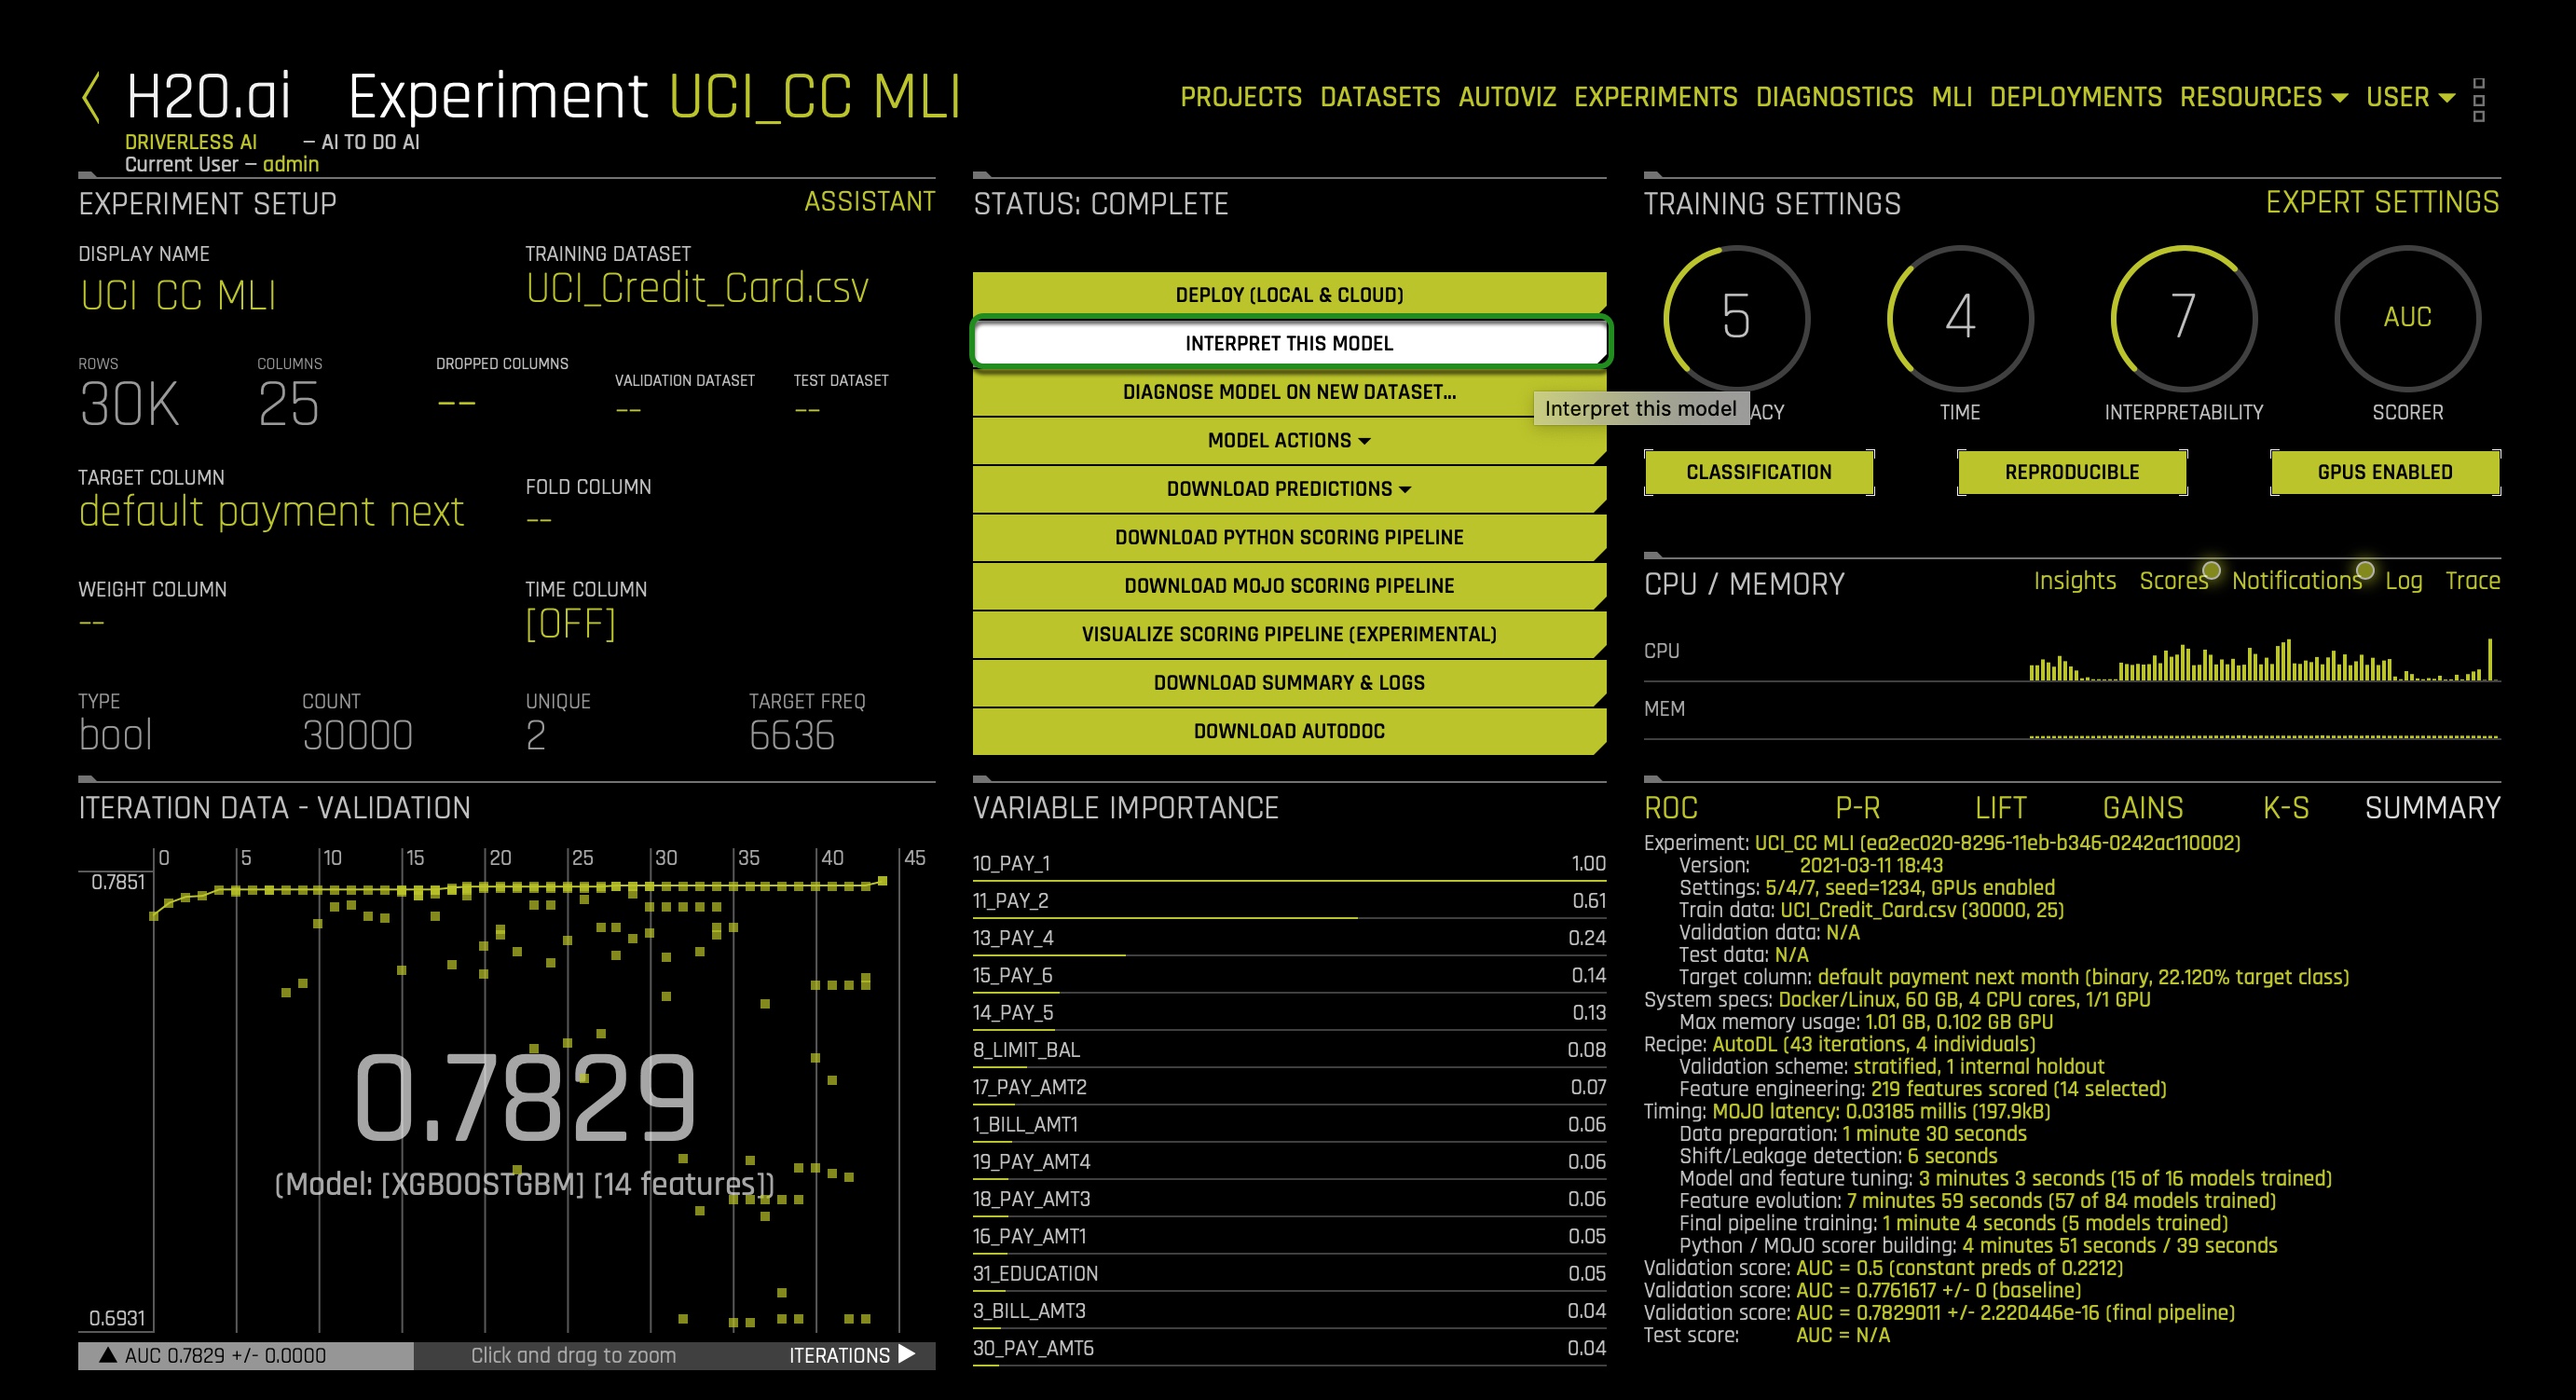 H2O.ai Experiment UCI_CC MLI
DRIVERLESS AI — AI TO DO AI
Current User — admin
PROJECTS DATASETS AUTOVIZ EXPERIMENTS DIAGNOSTICS MLI DEPLOYMENTS RESOURCES USER
EXPERIMENT SETUP ASSISTANT
DISPLAY NAME
UCI CC MLI
TRAINING DATASET
UCI_Credit_Card.csv
ROWS
30K
COLUMNS
25
DROPPED COLUMNS
--
VALIDATION DATASET
--
TEST DATASET
--
TARGET COLUMN
default payment next
FOLD COLUMN
--
WEIGHT COLUMN
--
TIME COLUMN
[OFF]
TYPE
bool
COUNT
30000
UNIQUE
2
TARGET FREQ
6636
STATUS: COMPLETE
DEPLOY (LOCAL & CLOUD)
INTERPRET THIS MODEL
DIAGNOSE MODEL ON NEW DATASET...
Interpret this model
MODEL ACTIONS
DOWNLOAD PREDICTIONS
DOWNLOAD PYTHON SCORING PIPELINE
DOWNLOAD MOJO SCORING PIPELINE
VISUALIZE SCORING PIPELINE (EXPERIMENTAL)
DOWNLOAD SUMMARY & LOGS
DOWNLOAD AUTODOC
TRAINING SETTINGS EXPERT SETTINGS
5 4 7 AUC
ACY TIME INTERPRETABILITY SCORER
CLASSIFICATION REPRODUCIBLE GPUS ENABLED
CPU / MEMORY Insights Scores Notifications Log Trace
CPU
MEM
ITERATION DATA - VALIDATION
0 5 10 15 20 25 30 35 40 45
0.7851
0.7829
(Model: [XGBOOSTGBM] [14 features])
0.6931
AUC 0.7829 +/- 0.0000 Click and drag to zoom ITERATIONS
VARIABLE IMPORTANCE
10_PAY_1 1.00
11_PAY_2 0.61
13_PAY_4 0.24
15_PAY_6 0.14
14_PAY_5 0.13
8_LIMIT_BAL 0.08
17_PAY_AMT2 0.07
1_BILL_AMT1 0.06
19_PAY_AMT4 0.06
18_PAY_AMT3 0.06
16_PAY_AMT1 0.05
31_EDUCATION 0.05
3_BILL_AMT3 0.04
30_PAY_AMT6 0.04
ROC P-R LIFT GAINS K-S SUMMARY
Experiment: UCI_CC MLI (ea2ec020-8296-11eb-b346-0242ac110002)
Version: 2021-03-11 18:43
Settings: 5/4/7, seed=1234, GPUs enabled
Train data: UCI_Credit_Card.csv (30000, 25)
Validation data: N/A
Test data: N/A
Target column: default payment next month (binary, 22.120% target class)
System specs: Docker/Linux, 60 GB, 4 CPU cores, 1/1 GPU
Max memory usage: 1.01 GB, 0.102 GB GPU
Recipe: AutoDL (43 iterations, 4 individuals)
Validation scheme: stratified, 1 internal holdout
Feature engineering: 219 features scored (14 selected)
Timing: MOJO latency: 0.03185 millis (197.9kB)
Data preparation: 1 minute 30 seconds
Shift/Leakage detection: 6 seconds
Model and feature tuning: 3 minutes 3 seconds (15 of 16 models trained)
Feature evolution: 7 minutes 59 seconds (57 of 84 models trained)
Final pipeline training: 1 minute 4 seconds (5 models trained)
Python / MOJO scorer building: 4 minutes 51 seconds / 39 seconds
Validation score: AUC = 0.5 (constant preds of 0.2212)
Validation score: AUC = 0.7761617 +/- 0 (baseline)
Validation score: AUC = 0.7829011 +/- 2.220446e-16 (final pipeline)
Test score: AUC = N/A